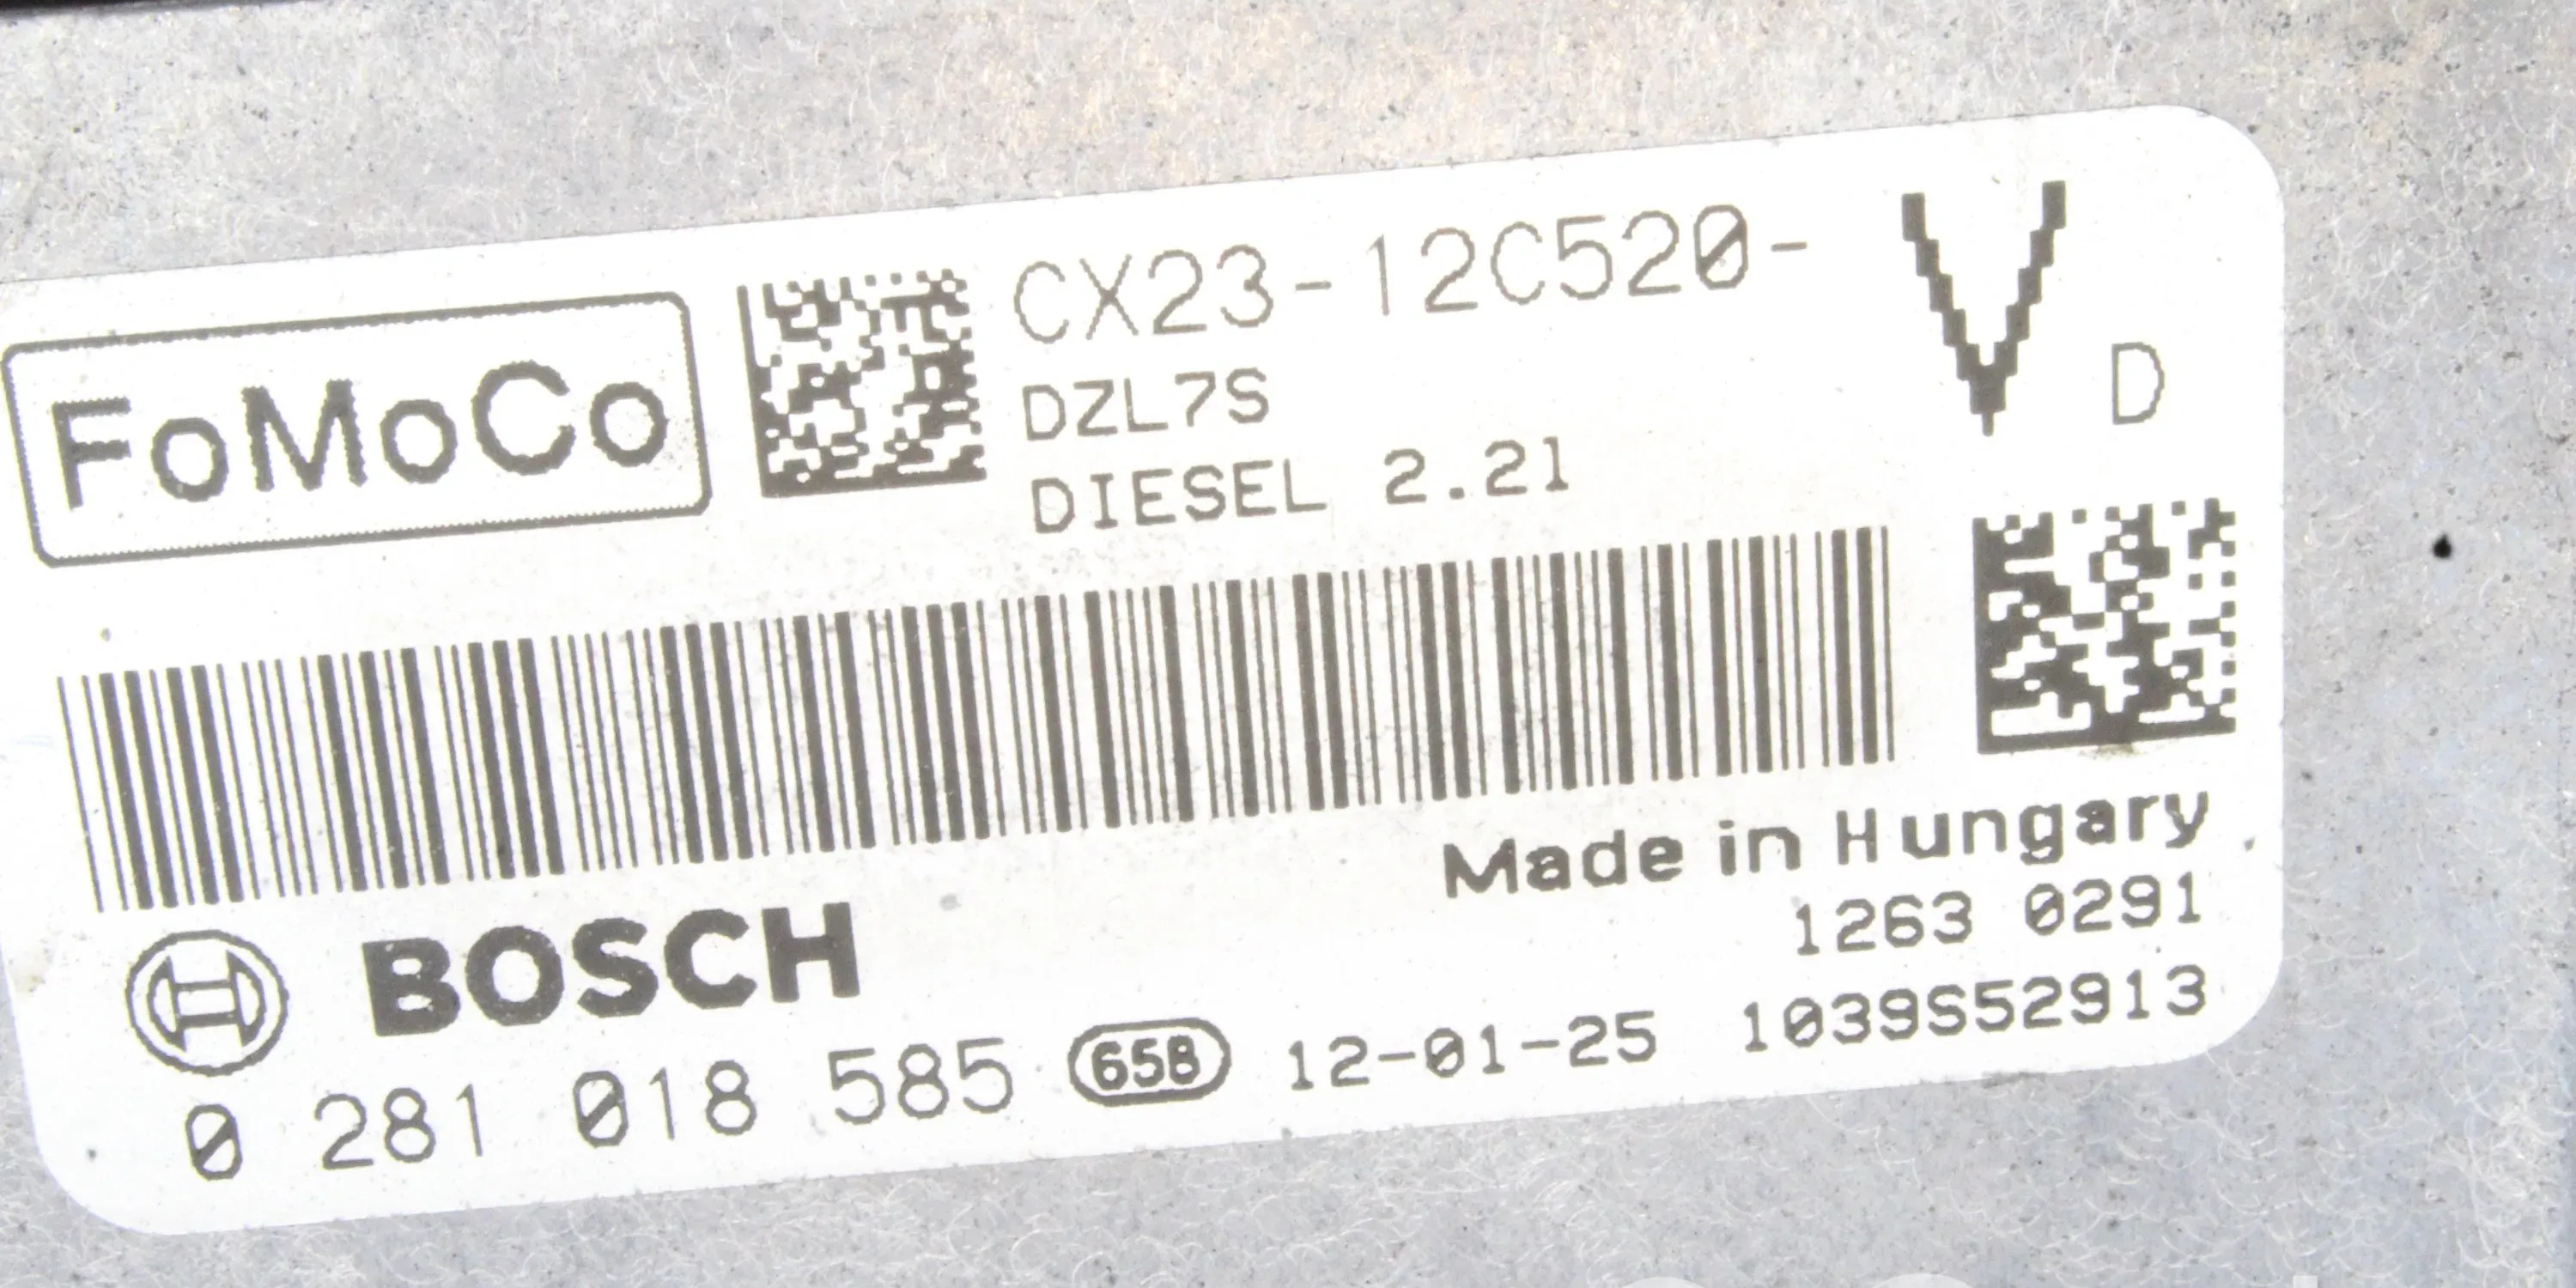 FoMoCo
CX23-12C520- V D
DZL7S
DIESEL 2.2l
Made in Hungary
BOSCH
1263 0291
0 281 018 585 658 12-01-25 1039S52913